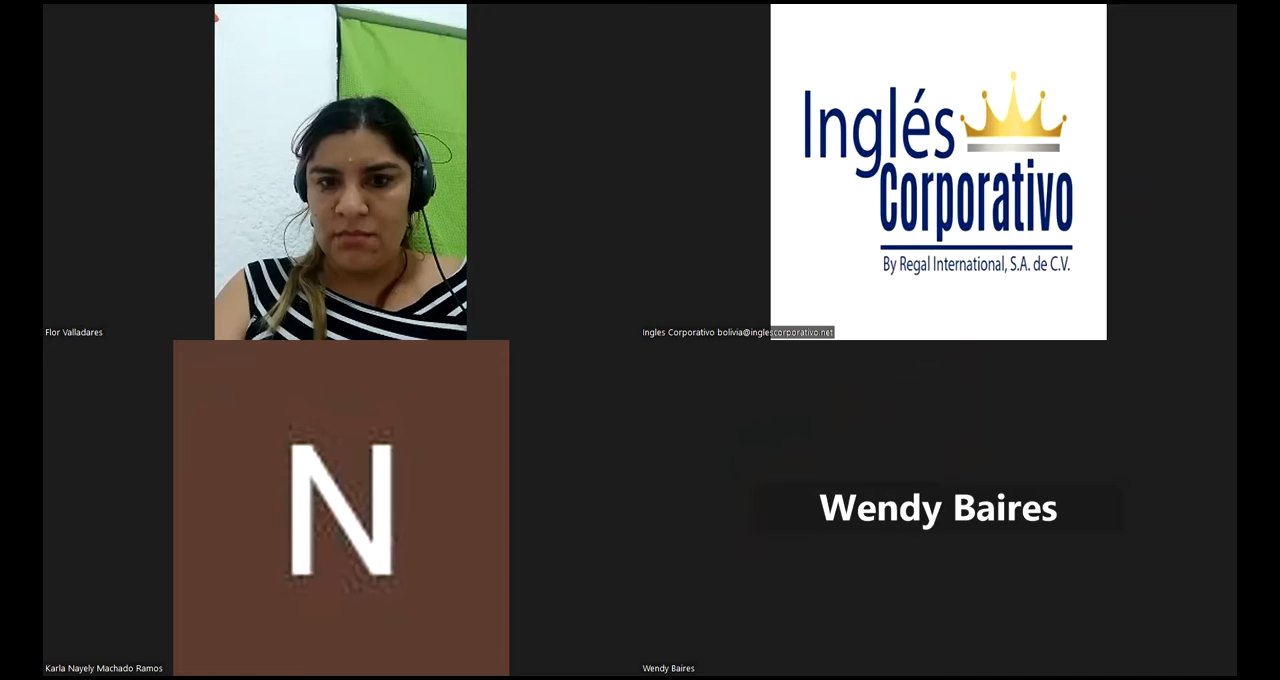 Inglés
Corporativo
By Regal International, S.A. de C.V.
Flor Valladares
Ingles Corporativo bolivia@inglescorporativo.net
N
Wendy Baires
Karla Nayely Machado Ramos
Wendy Baires